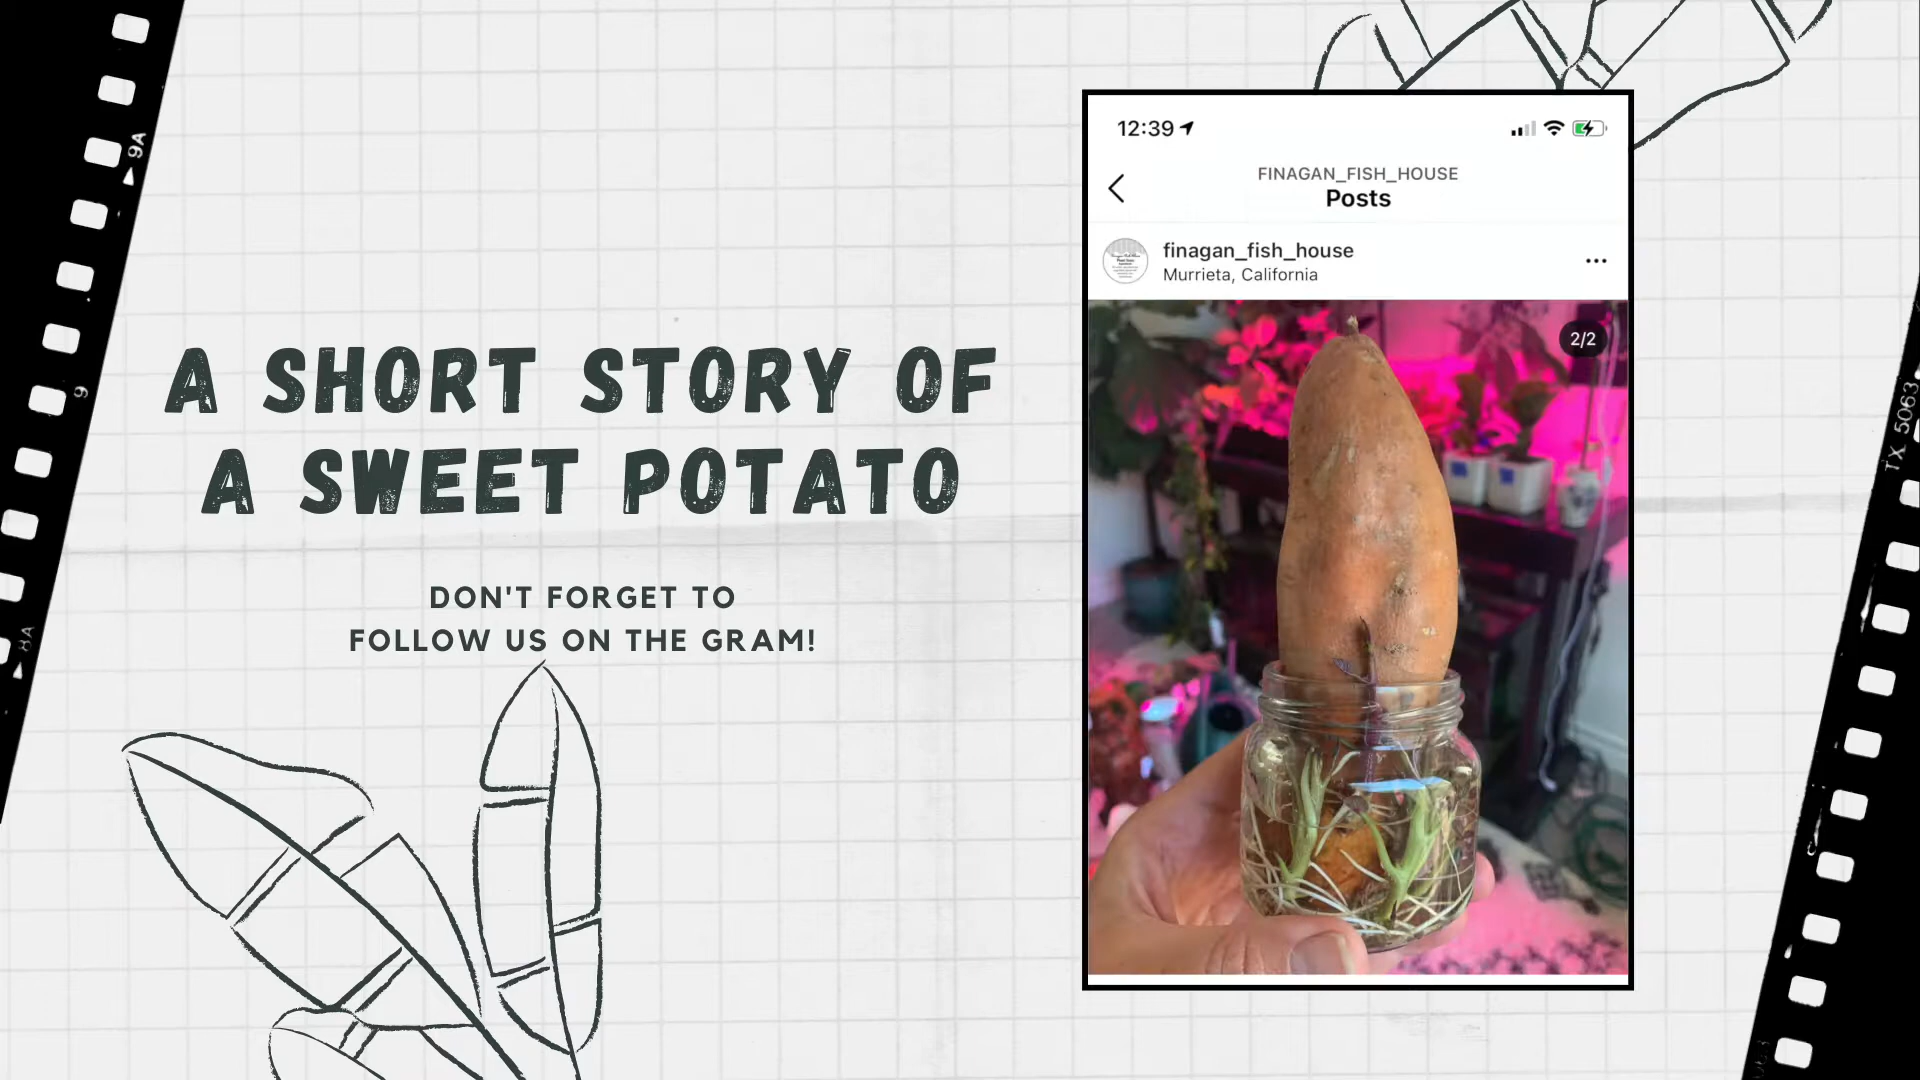 9A
9
8A
A SHORT STORY OF
A SWEET POTATO
DON'T FORGET TO
FOLLOW US ON THE GRAM!
12:39
FINAGAN_FISH_HOUSE
Posts
finagan_fish_house
Murrieta, California
2/2
TX 5063